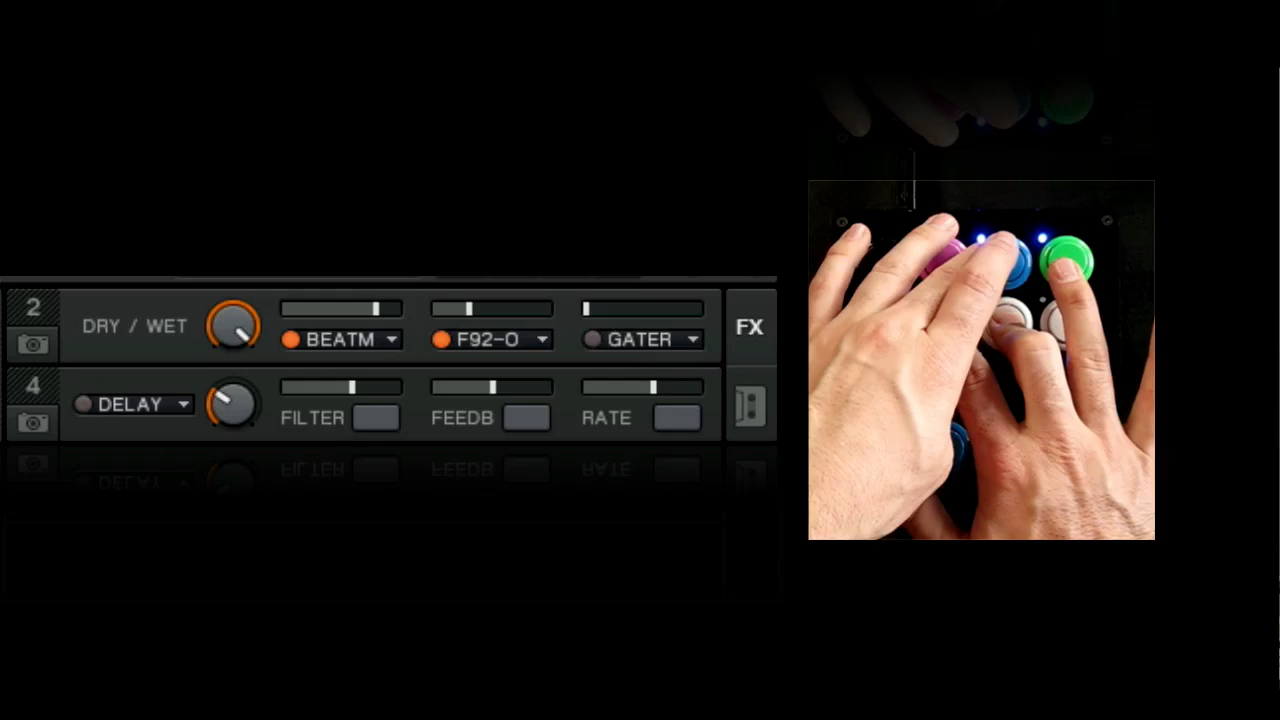 2 DRY / WET BEATM F92-O GATER FX
4 DELAY FILTER FEEDB RATE